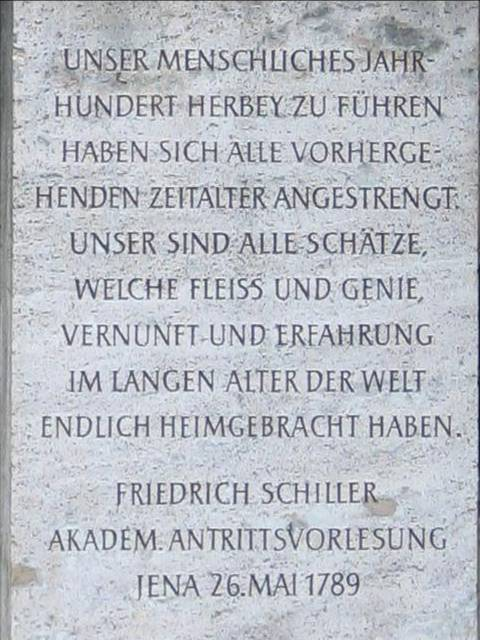 UNSER MENSCHLICHES JAHR-
HUNDERT HERBEY ZU FÜHREN
HABEN SICH ALLE VORHERGE-
HENDEN ZEITALTER ANGESTRENGT.
UNSER SIND ALLE SCHÄTZE,
WELCHE FLEISS UND GENIE,
VERNUNFT UND ERFAHRUNG
IM LANGEN ALTER DER WELT
ENDLICH HEIMGEBRACHT HABEN.
FRIEDRICH SCHILLER
AKADEM. ANTRITTSVORLESUNG
JENA 26. MAI 1789